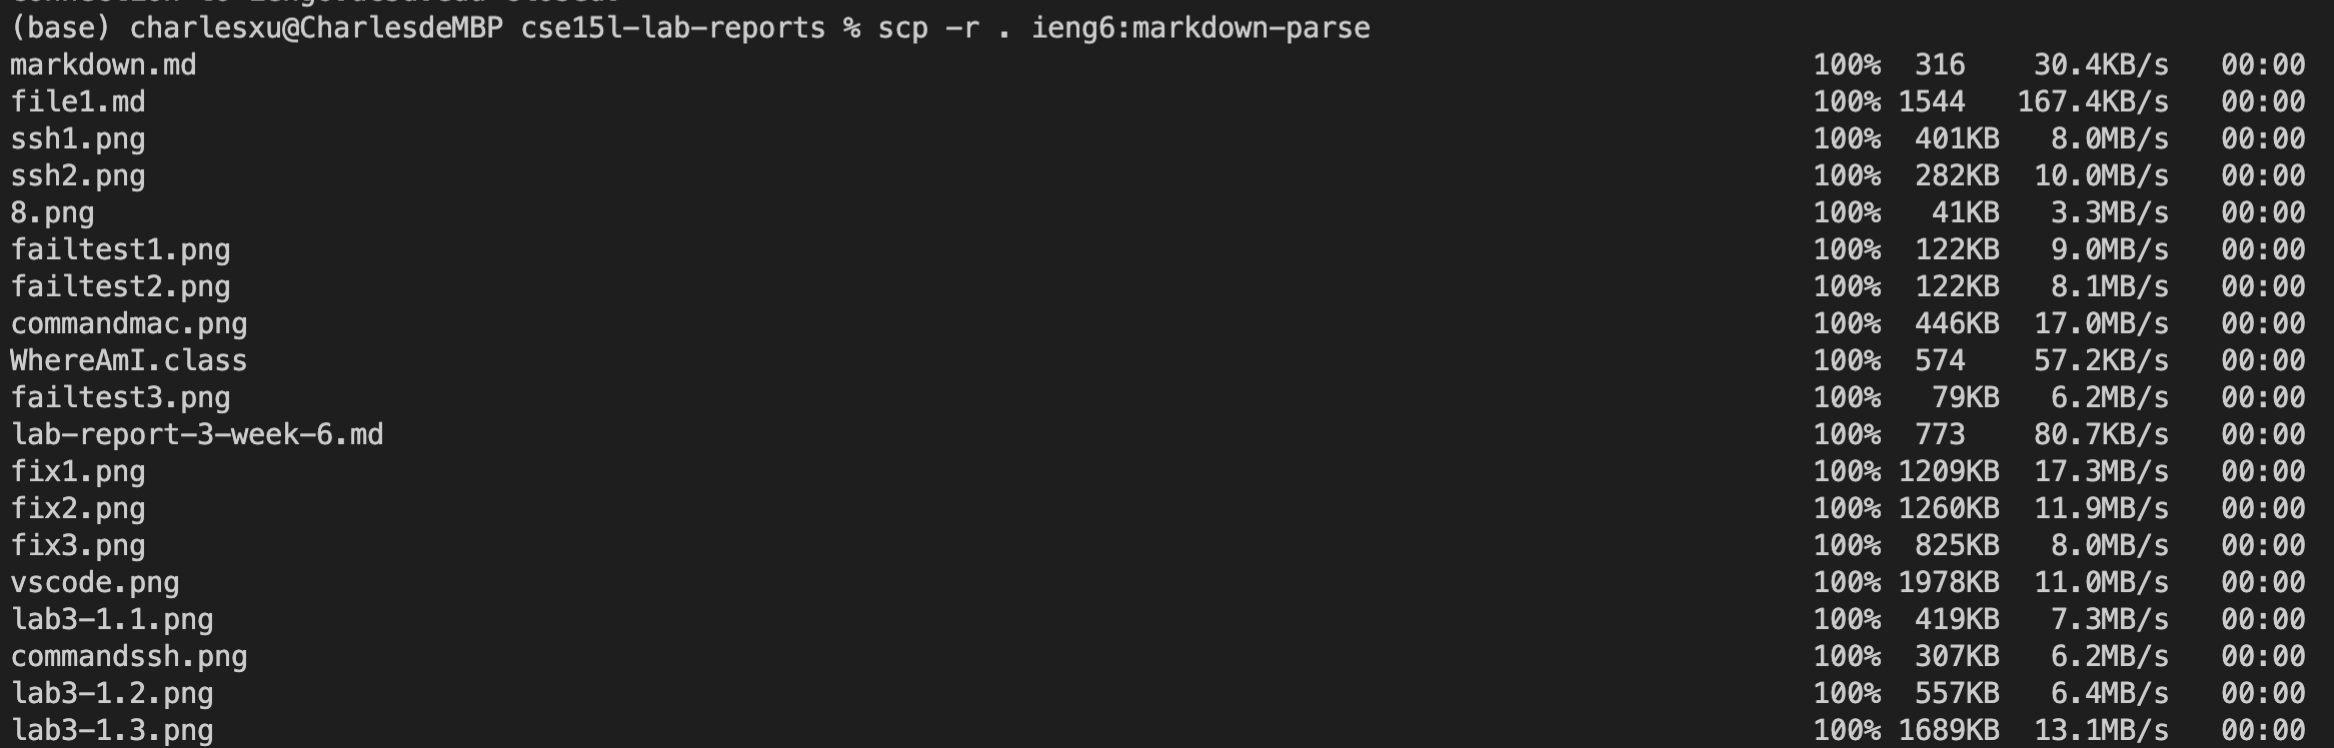 (base) charlesxu@CharlesdeMBP cse15l-lab-reports % scp -r . ieng6:markdown-parse
markdown.md 100% 316 30.4KB/s 00:00
file1.md 100% 1544 167.4KB/s 00:00
ssh1.png 100% 401KB 8.0MB/s 00:00
ssh2.png 100% 282KB 10.0MB/s 00:00
8.png 100% 41KB 3.3MB/s 00:00
failtest1.png 100% 122KB 9.0MB/s 00:00
failtest2.png 100% 122KB 8.1MB/s 00:00
commandmac.png 100% 446KB 17.0MB/s 00:00
WhereAmI.class 100% 574 57.2KB/s 00:00
failtest3.png 100% 79KB 6.2MB/s 00:00
lab-report-3-week-6.md 100% 773 80.7KB/s 00:00
fix1.png 100% 1209KB 17.3MB/s 00:00
fix2.png 100% 1260KB 11.9MB/s 00:00
fix3.png 100% 825KB 8.0MB/s 00:00
vscode.png 100% 1978KB 11.0MB/s 00:00
lab3-1.1.png 100% 419KB 7.3MB/s 00:00
commandssh.png 100% 307KB 6.2MB/s 00:00
lab3-1.2.png 100% 557KB 6.4MB/s 00:00
lab3-1.3.png 100% 1689KB 13.1MB/s 00:00